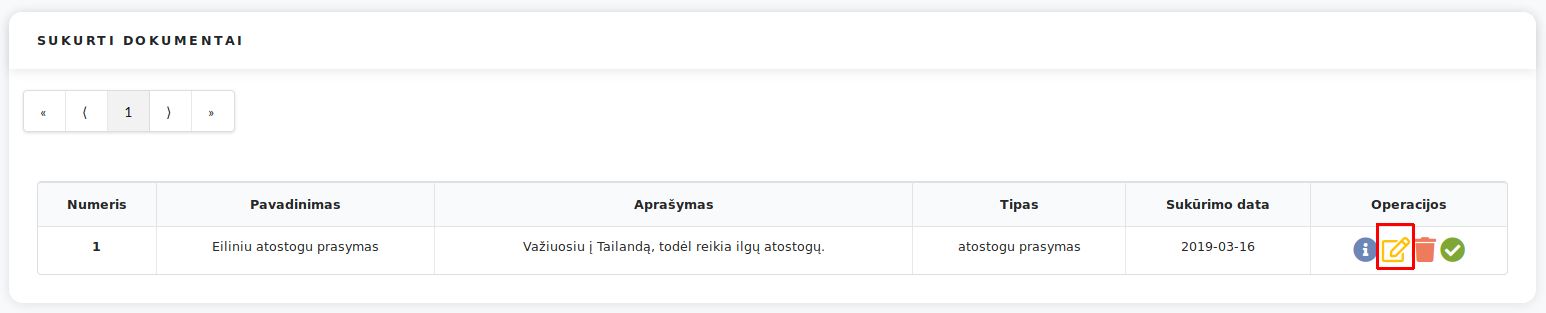 SUKURTI DOKUMENTAI
« ⟨ 1 ⟩ »
Numeris Pavadinimas Aprašymas Tipas Sukūrimo data Operacijos
1 Eiliniu atostogu prasymas Važiuosiu į Tailandą, todėl reikia ilgų atostogų. atostogu prasymas 2019-03-16